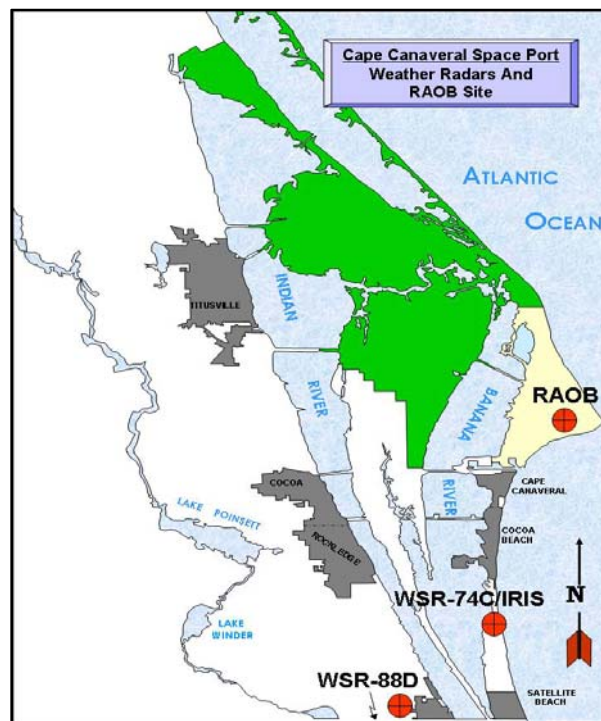 Cape Canaveral Space Port
Weather Radars And
RAOB Site
ATLANTIC
OCEAN
TITUSVILLE
INDIAN
RIVER
BANANA
RIVER
RAOB
COCOA
CAPE
CANAVERAL
LAKE POINSETT
ROCKLEDGE
COCOA
BEACH
WSR-74C/IRIS
N
LAKE
WINDER
WSR-88D
SATELLITE
BEACH